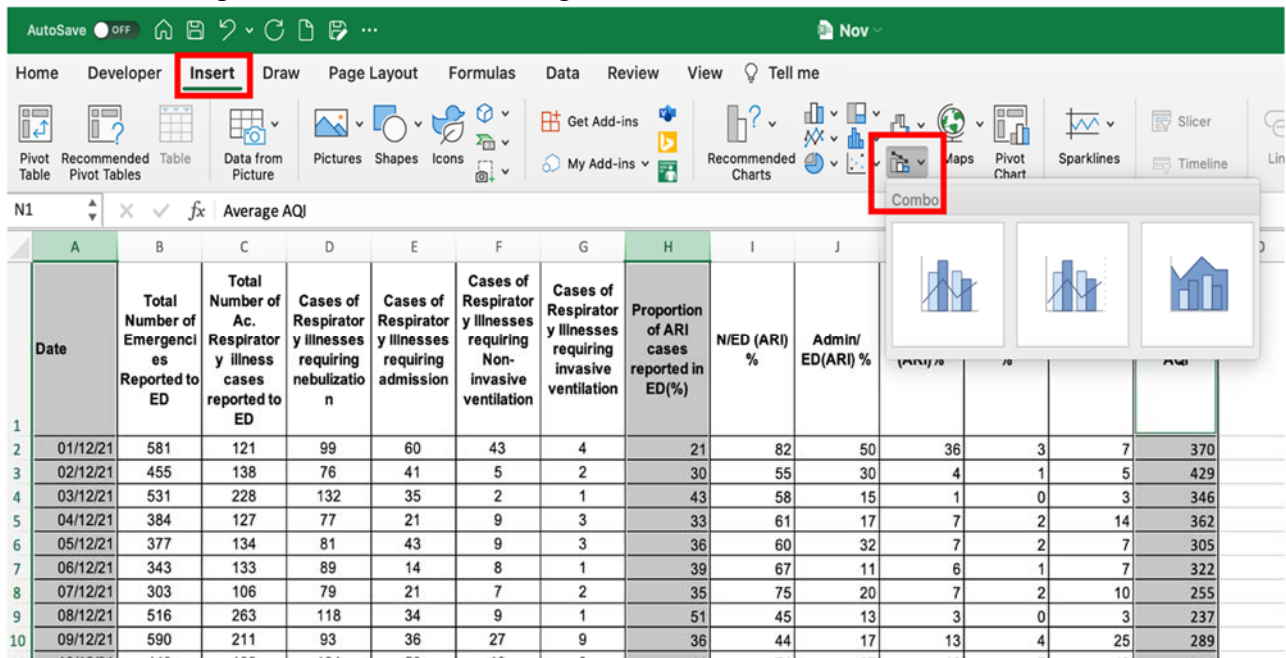 AutoSave OFF ... Nov
Home Developer Insert Draw Page Layout Formulas Data Review View Tell me
Pivot Table
Recommended Pivot Tables
Table
Data from Picture
Pictures
Shapes
Icons
Get Add-ins
My Add-ins
Recommended Charts
Maps
Pivot Chart
Sparklines
Slicer
Timeline
N1 fx Average AQI
Combo
A B C D E F G H I J
1
Date
Total Number of Emergencies Reported to ED
Total Number of Ac. Respiratory illness cases reported to ED
Cases of Respiratory illnesses requiring nebulization
Cases of Respiratory illnesses requiring admission
Cases of Respiratory Illnesses requiring Non-invasive ventilation
Cases of Respiratory Illnesses requiring invasive ventilation
Proportion of ARI cases reported in ED(%)
N/ED (ARI) %
Admin/ ED(ARI) %
(ARI)%
%
AQI
2 01/12/21 581 121 99 60 43 4 21 82 50 36 3 7 370
3 02/12/21 455 138 76 41 5 2 30 55 30 4 1 5 429
4 03/12/21 531 228 132 35 2 1 43 58 15 1 0 3 346
5 04/12/21 384 127 77 21 9 3 33 61 17 7 2 14 362
6 05/12/21 377 134 81 43 9 3 36 60 32 7 2 7 305
7 06/12/21 343 133 89 14 8 1 39 67 11 6 1 7 322
8 07/12/21 303 106 79 21 7 2 35 75 20 7 2 10 255
9 08/12/21 516 263 118 34 9 1 51 45 13 3 0 3 237
10 09/12/21 590 211 93 36 27 9 36 44 17 13 4 25 289